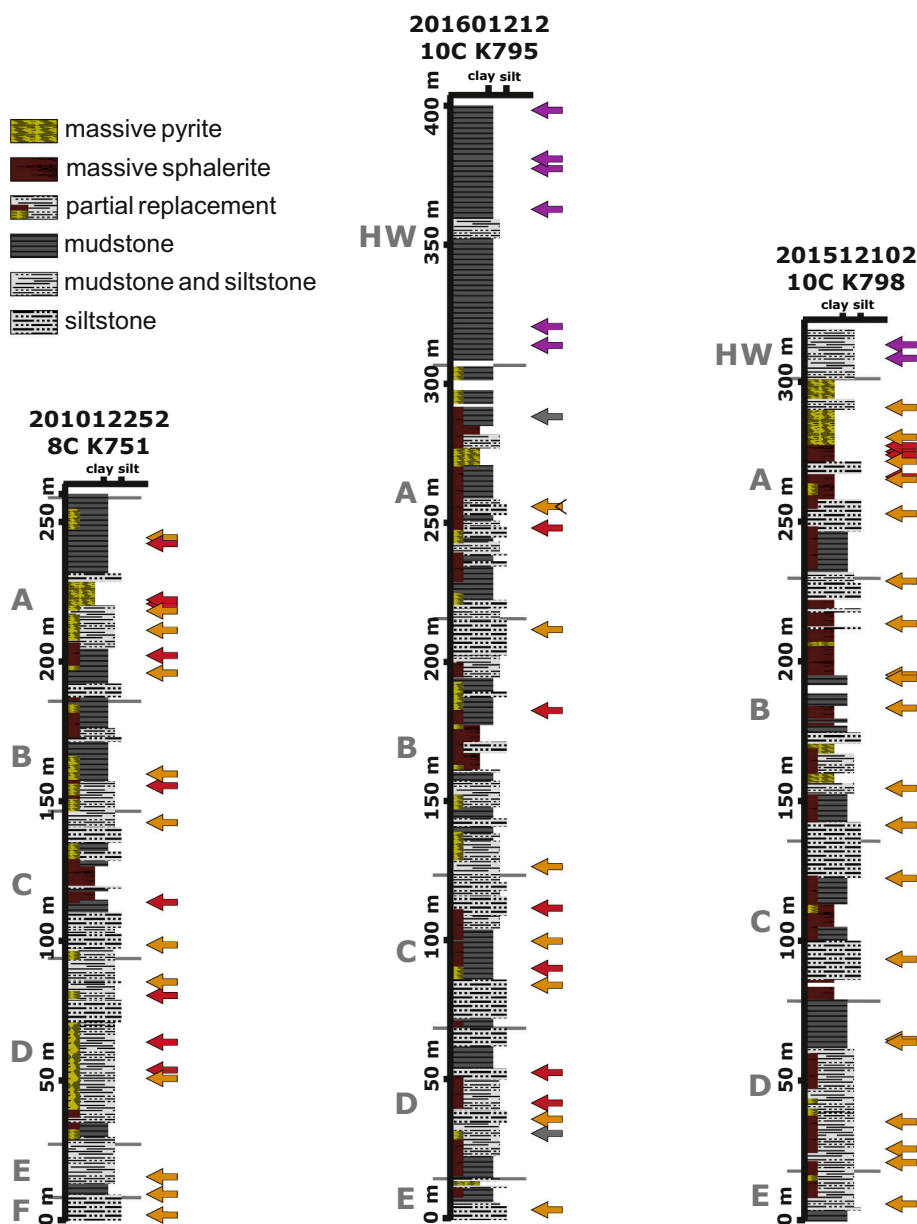 201601212
10C K795
clay silt
400 m
350 m
300 m
250 m
200 m
150 m
100 m
50 m
0 m
HW
A
B
C
D
E
massive pyrite
massive sphalerite
partial replacement
mudstone
mudstone and siltstone
siltstone
201012252
8C K751
clay silt
250 m
200 m
150 m
100 m
50 m
0 m
A
B
C
D
E
F
201512102
10C K798
clay silt
300 m
250 m
200 m
150 m
100 m
50 m
0 m
HW
A
B
C
D
E